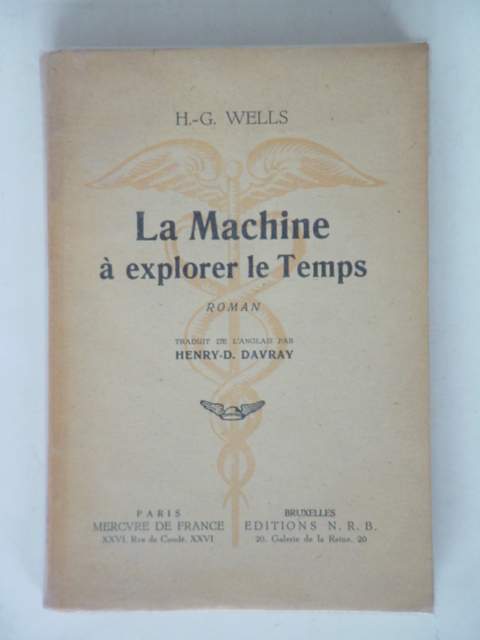 H.-G. WELLS
La Machine
à explorer le Temps
ROMAN
TRADUIT DE L'ANGLAIS PAR
HENRY-D. DAVRAY
PARIS
MERCVRE DE FRANCE
XXVI, Rve de Condé, XXVI
BRUXELLES
EDITIONS N. R. B.
20, Galerie de la Reine, 20